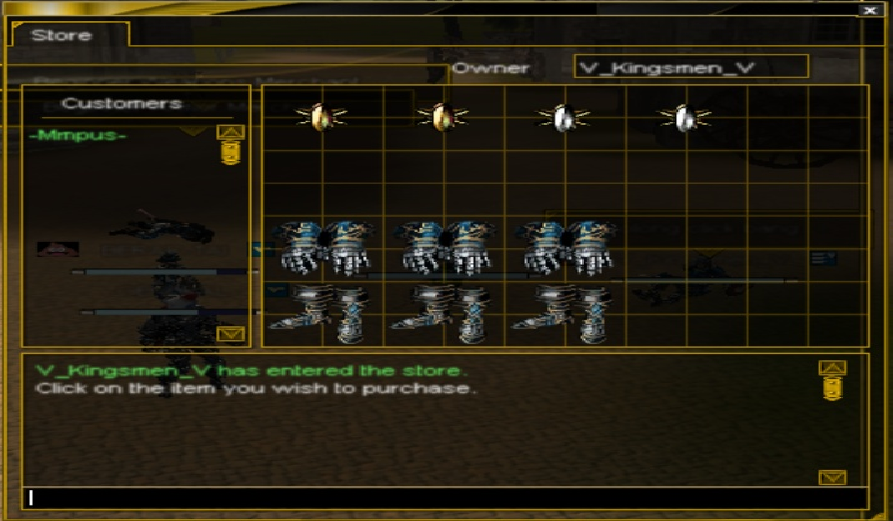 Store
Owner V_Kingsmen_V
Customers
-Mmpus-
V_Kingsmen_V has entered the store.
Click on the item you wish to purchase.